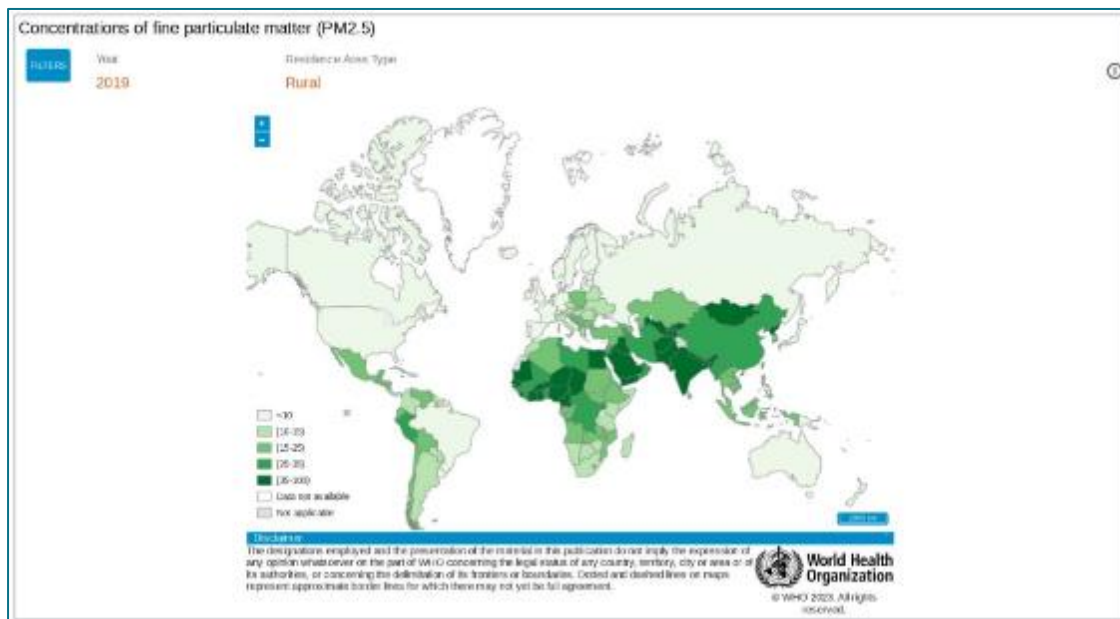 Concentrations of fine particulate matter (PM2.5)
FILTERS
Year
Residence Area Type
2019
Rural
+
-
<10
[10-15)
[15-25)
[35-100)
Data not available
Not applicable
Disclaimer
The designations employed and the presentation of the material in this publication do not imply the expression of
any opinion whatsoever on the part of WHO concerning the legal status of any country, territory, city or area or of
its authorities, or concerning the delimitation of its frontiers or boundaries. Dotted and dashed lines on maps
represent approximate border lines for which there may not yet be full agreement.
World Health
Organization
© WHO 2023. All rights
reserved.